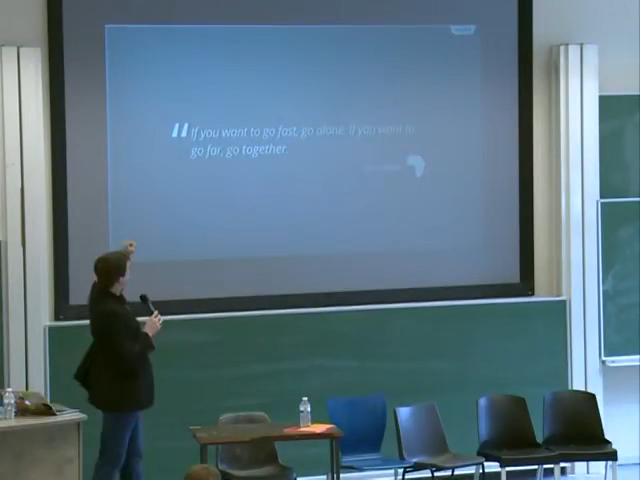 If you want to go fast, go alone. If you want to
go far, go together.